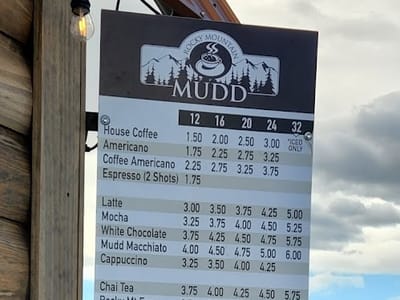 ROCKY MOUNTAIN
MUDD
12 16 20 24 32
House Coffee 1.50 2.00 2.50 3.00 *ICED ONLY
Americano 1.75 2.25 2.75 3.25
Coffee Americano 2.25 2.75 3.25 3.75
Espresso (2 Shots) 1.75
Latte 3.00 3.50 3.75 4.25 5.00
Mocha 3.25 3.75 4.00 4.50 5.25
White Chocolate 3.75 4.25 4.50 4.75 5.75
Mudd Macchiato 4.00 4.50 4.75 5.00 6.00
Cappuccino 3.25 3.50 4.00 4.25
Chai Tea 3.75 4.00 4.25 4.50 5.75